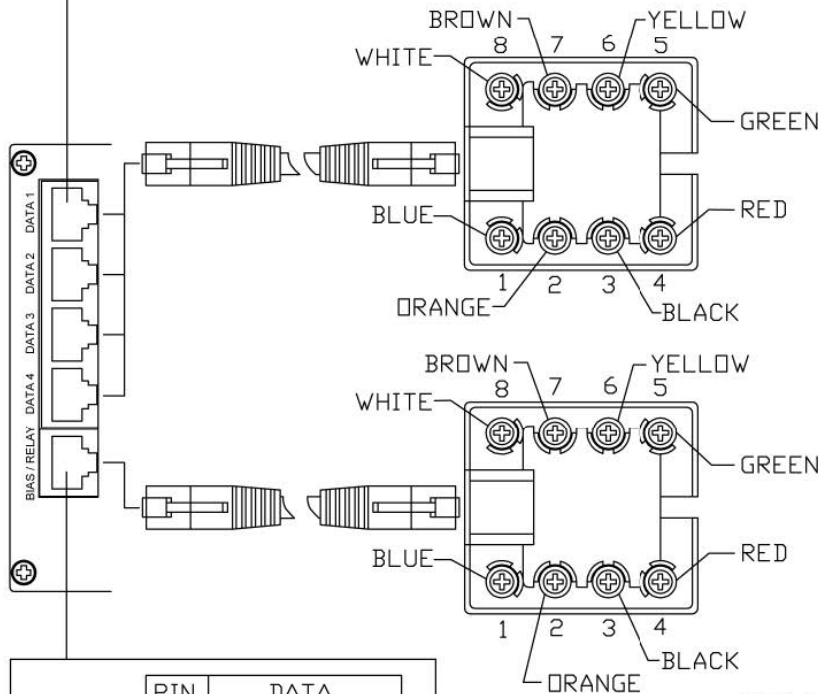 BROWN YELLOW
8 7 6 5
WHITE
GREEN
DATA 1
DATA 2
DATA 3
DATA 4
BIAS / RELAY
BLUE
RED
1 2 3 4
ORANGE
BLACK
BROWN YELLOW
8 7 6 5
WHITE
GREEN
BLUE
RED
1 2 3 4
BLACK
ORANGE
PIN DATA